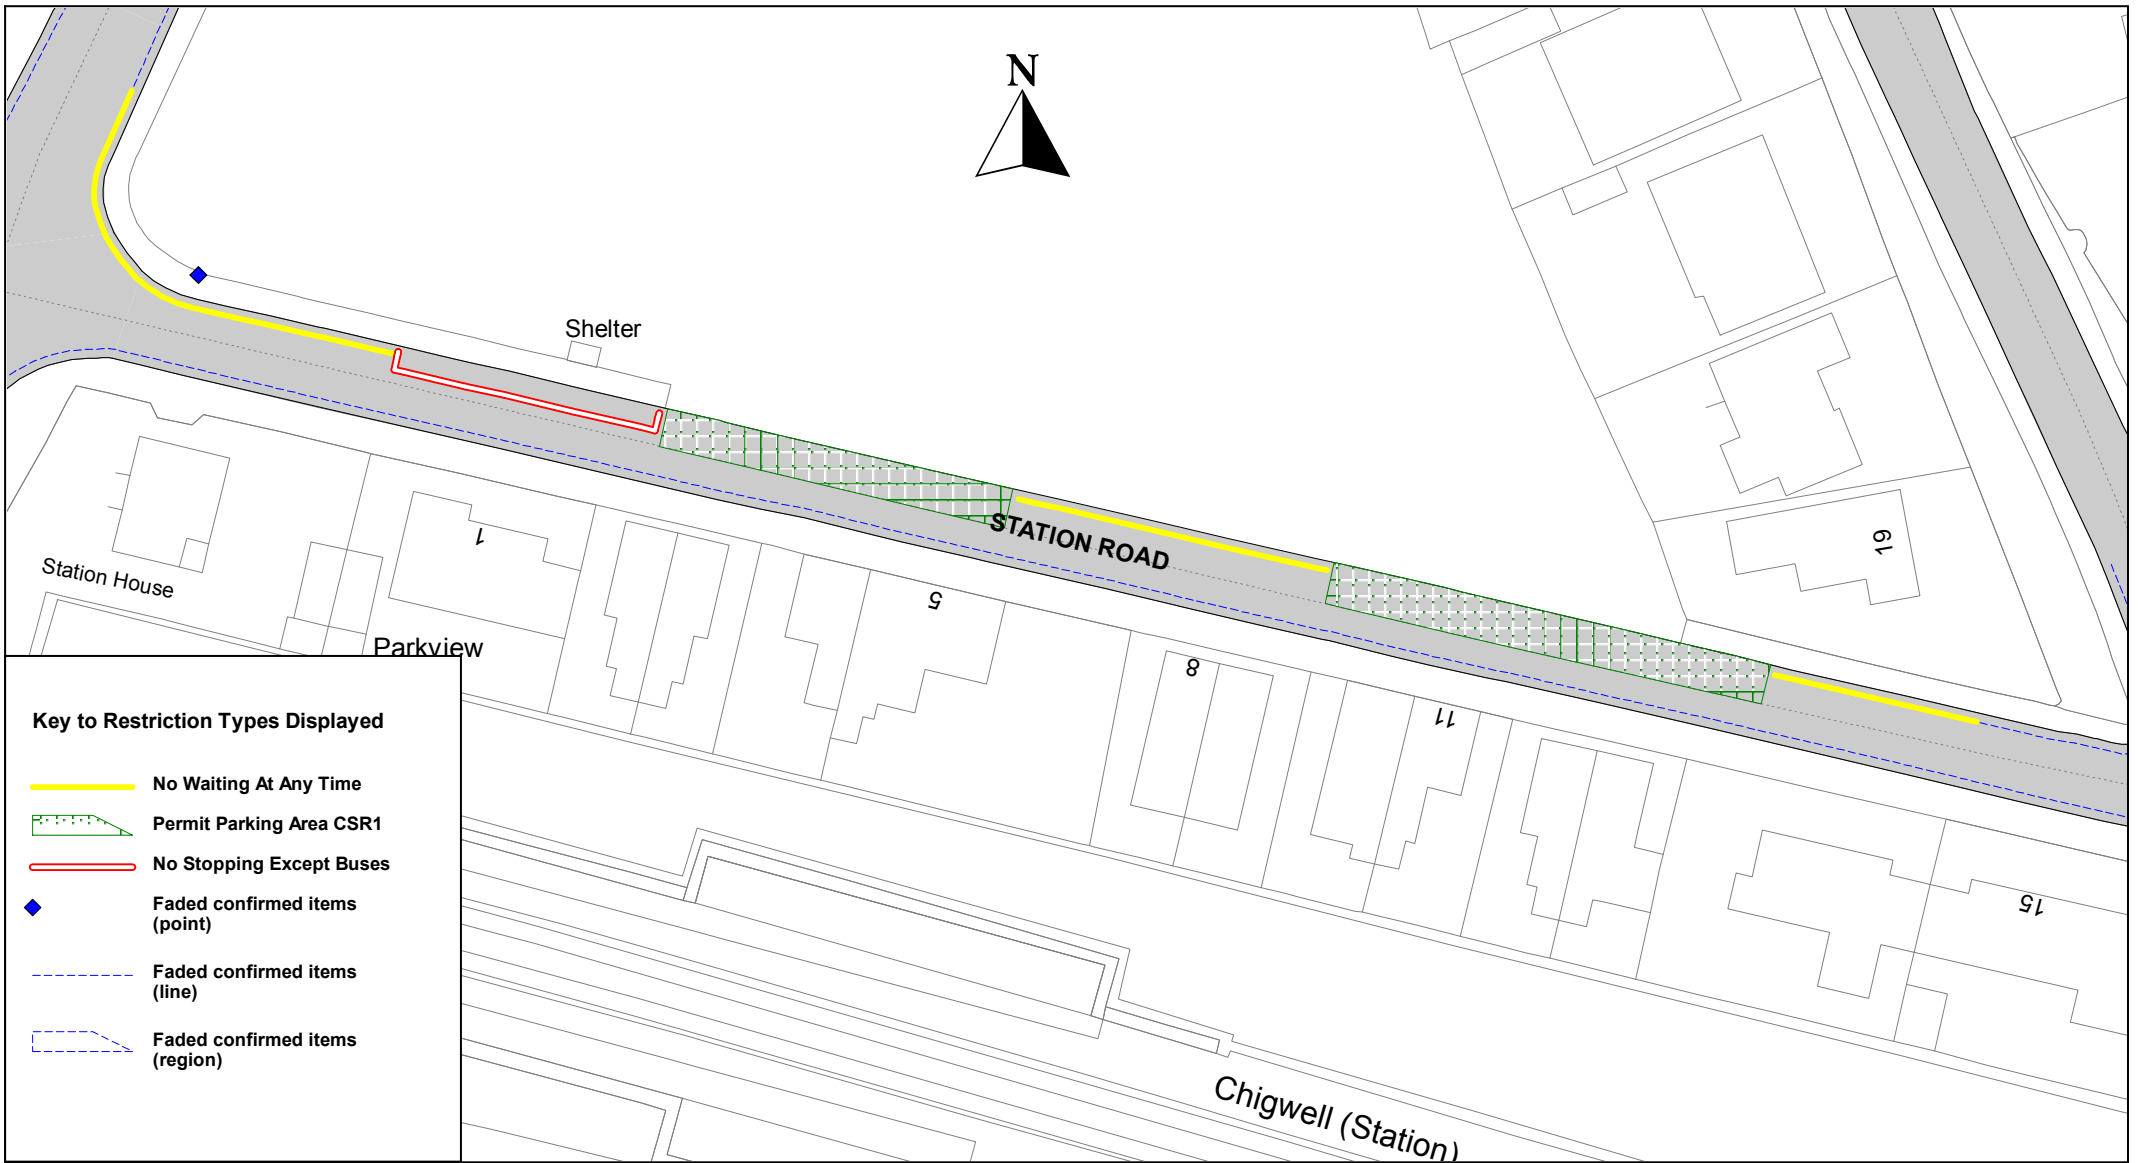 N
Shelter
STATION ROAD
19
1
Station House
5
Parkview
8
11
15
Chigwell (Station)
Key to Restriction Types Displayed
No Waiting At Any Time
Permit Parking Area CSR1
No Stopping Except Buses
Faded confirmed items
(point)
Faded confirmed items
(line)
Faded confirmed items
(region)